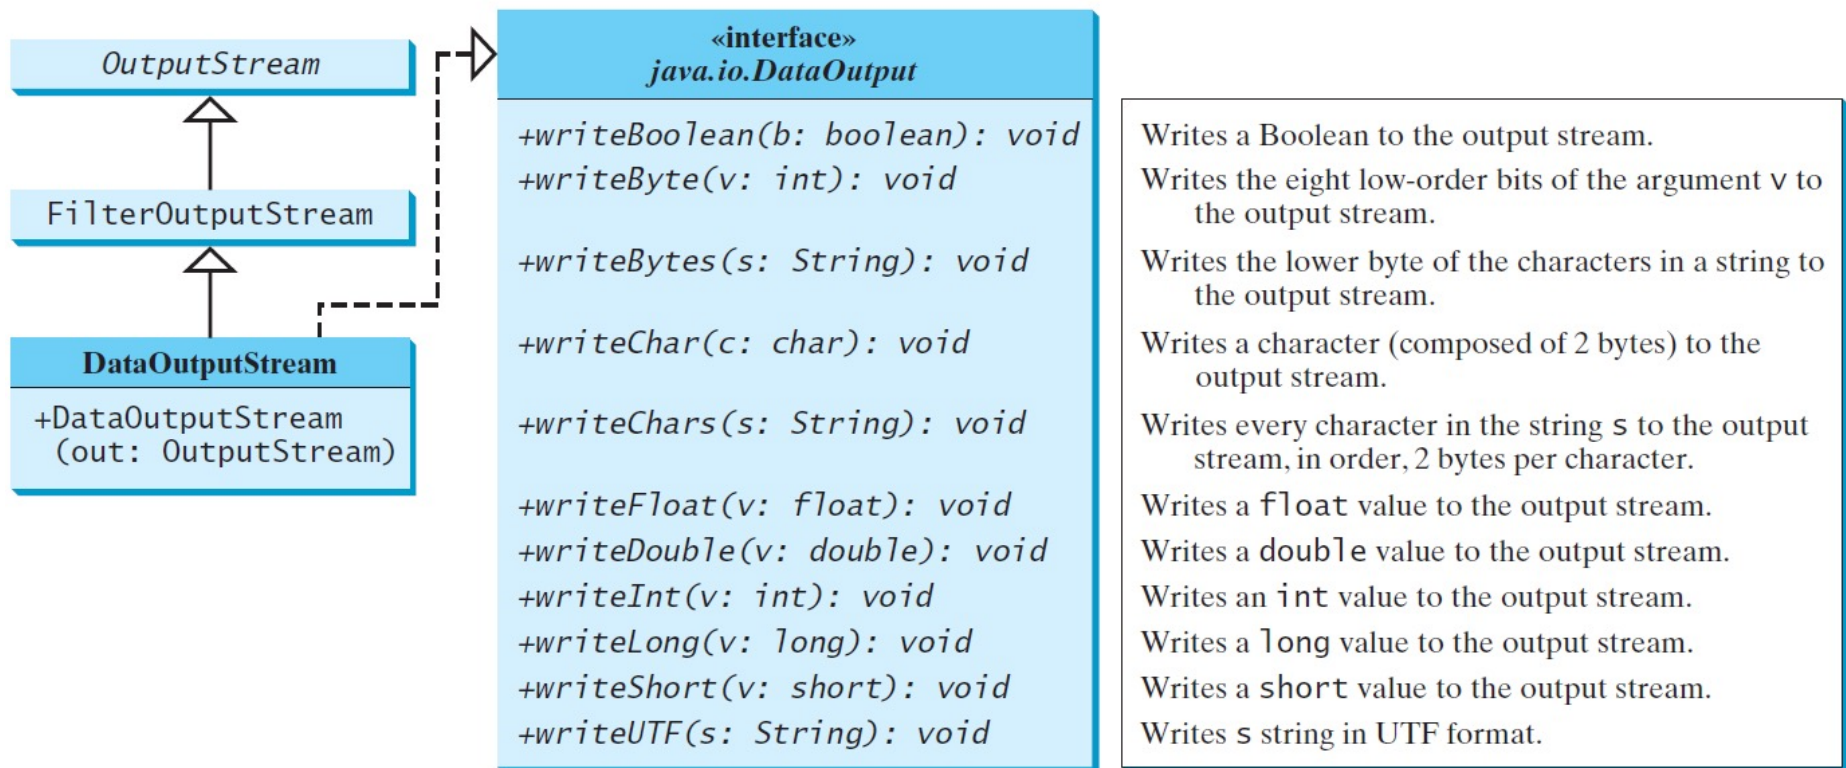 OutputStream
FilterOutputStream
DataOutputStream
+DataOutputStream
(out: OutputStream)
«interface»
java.io.DataOutput
+writeBoolean(b: boolean): void
+writeByte(v: int): void
+writeBytes(s: String): void
+writeChar(c: char): void
+writeChars(s: String): void
+writeFloat(v: float): void
+writeDouble(v: double): void
+writeInt(v: int): void
+writeLong(v: long): void
+writeShort(v: short): void
+writeUTF(s: String): void
Writes a Boolean to the output stream.
Writes the eight low-order bits of the argument v to
the output stream.
Writes the lower byte of the characters in a string to
the output stream.
Writes a character (composed of 2 bytes) to the
output stream.
Writes every character in the string s to the output
stream, in order, 2 bytes per character.
Writes a float value to the output stream.
Writes a double value to the output stream.
Writes an int value to the output stream.
Writes a long value to the output stream.
Writes a short value to the output stream.
Writes s string in UTF format.